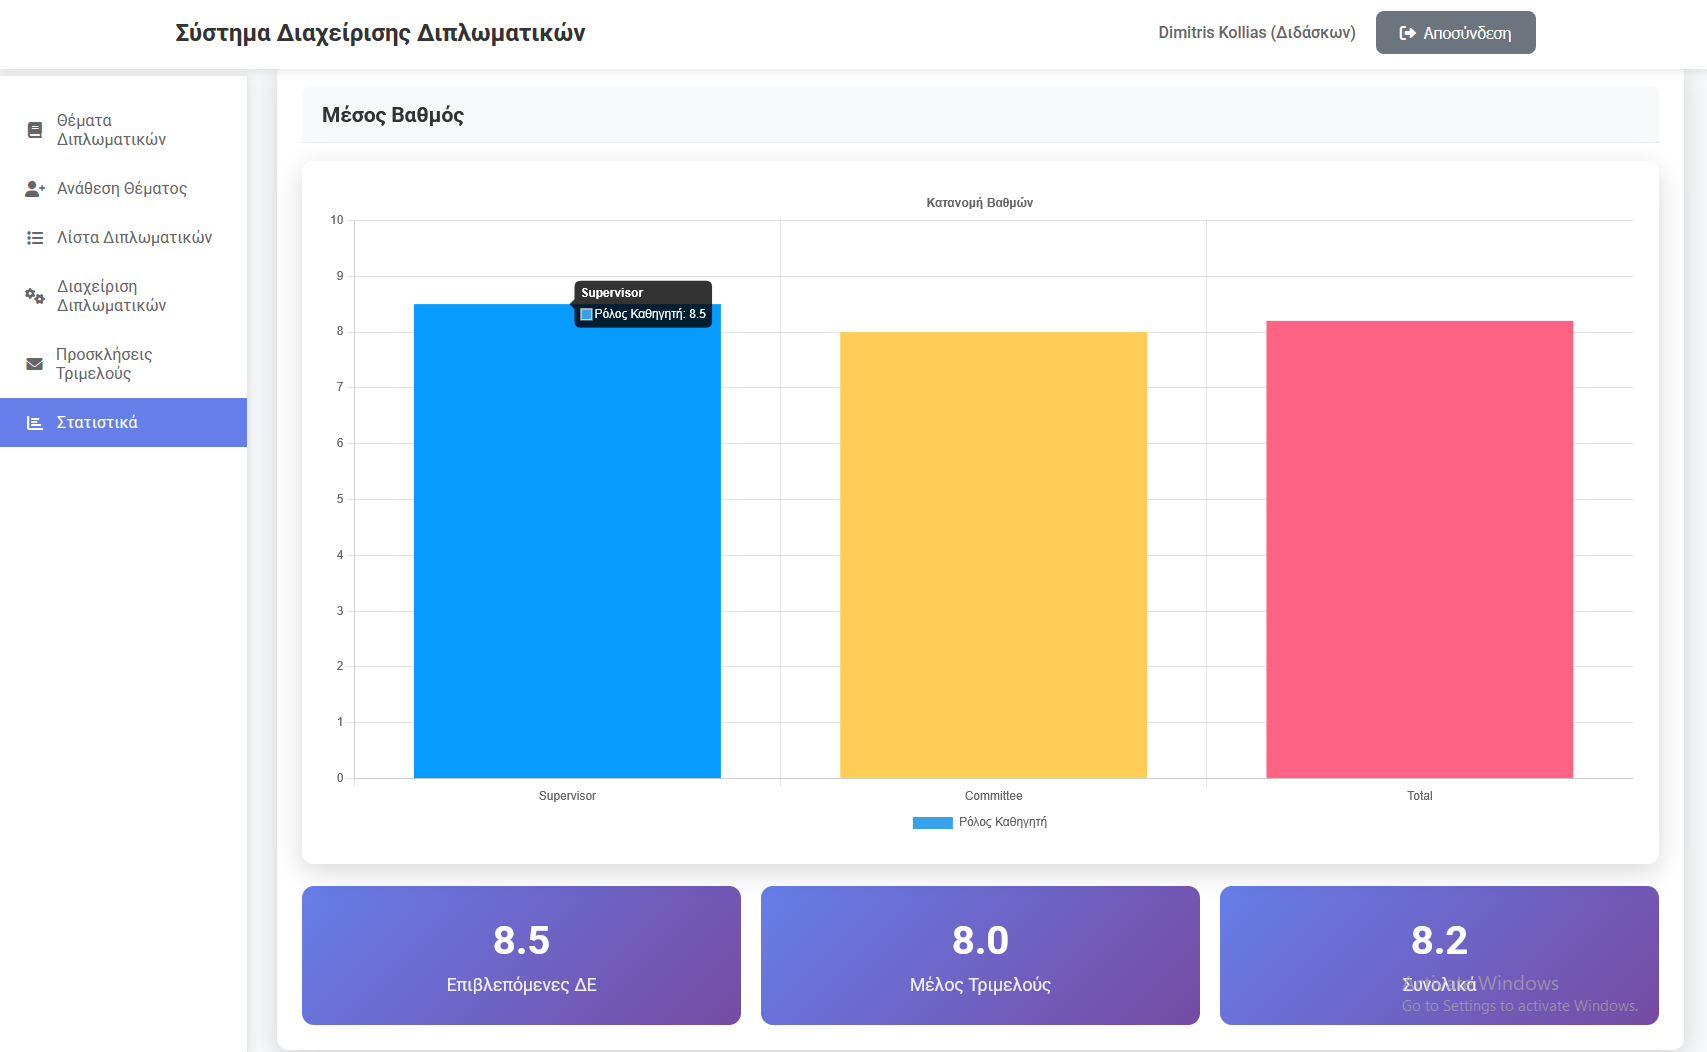 Σύστημα Διαχείρισης Διπλωματικών
Dimitris Kollias (Διδάσκων)
Αποσύνδεση
Θέματα
Διπλωματικών
Ανάθεση Θέματος
Λίστα Διπλωματικών
Διαχείριση
Διπλωματικών
Προσκλήσεις
Τριμελούς
Στατιστικά
Μέσος Βαθμός
Κατανομή Βαθμών
10
9
8
7
6
5
4
3
2
1
0
Supervisor
Ρόλος Καθηγητή: 8.5
Supervisor
Committee
Total
Ρόλος Καθηγητή
8.5
Επιβλεπόμενες ΔΕ
8.0
Μέλος Τριμελούς
8.2
Συνολικά
Activate Windows
Go to Settings to activate Windows.